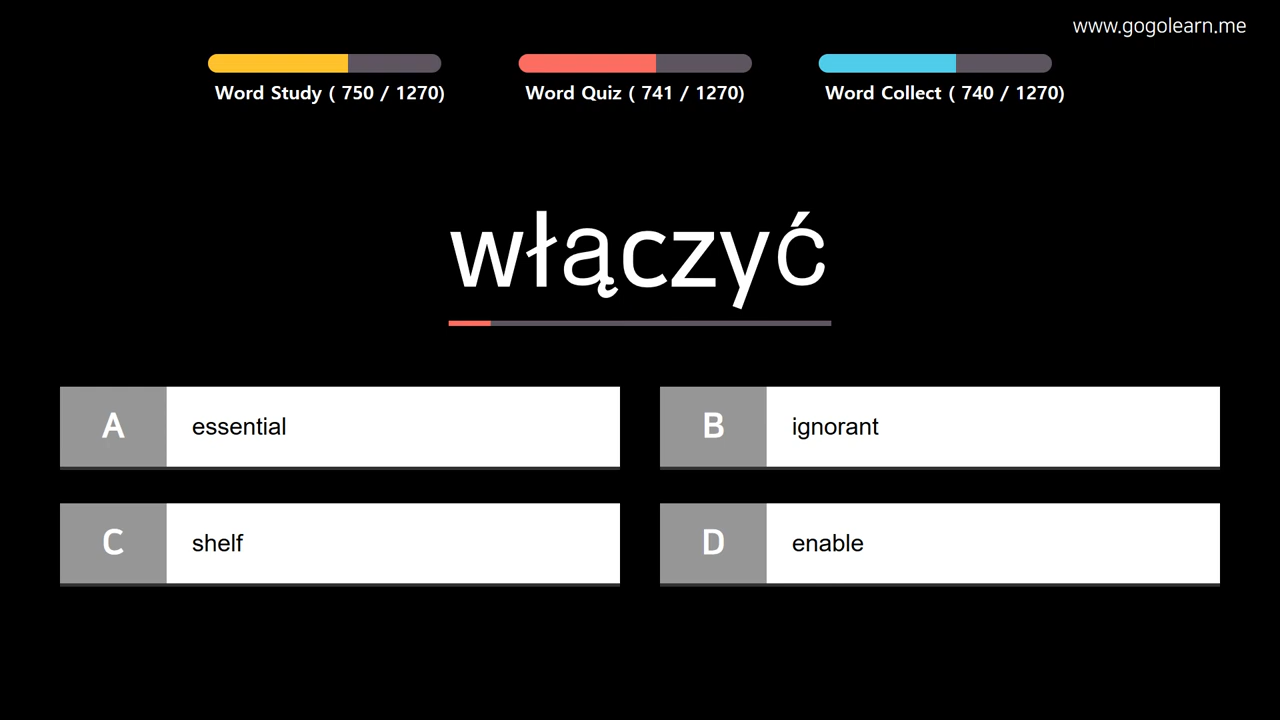 www.gogolearn.me
Word Study ( 750 / 1270)
Word Quiz ( 741 / 1270)
Word Collect ( 740 / 1270)
włączyć
A essential
B ignorant
C shelf
D enable